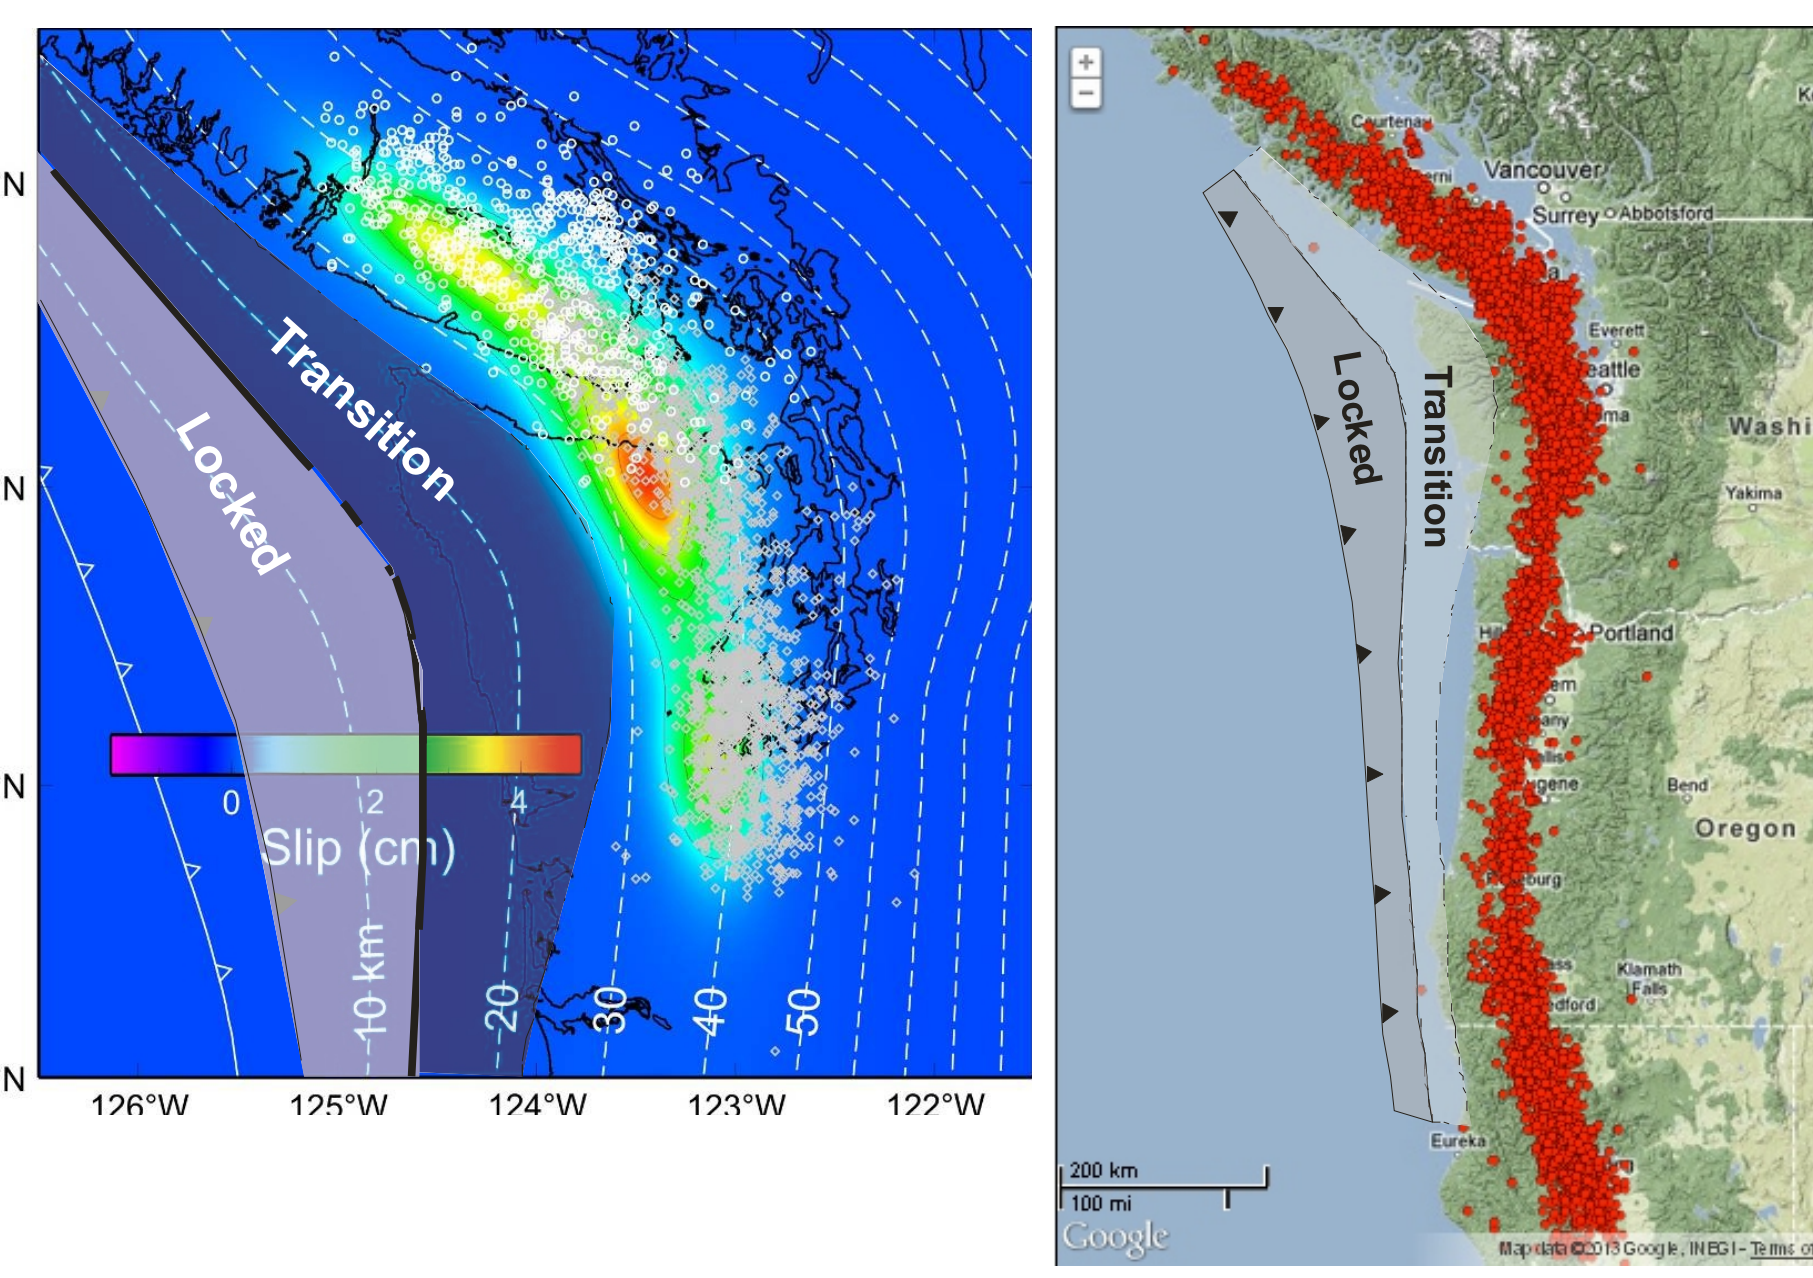 N
N
N
N
Transition
Locked
0
2
4
Slip (cm)
10 km
20
30
40
50
126°W
125°W
124°W
123°W
122°W
+
−
Courtenay
Vancouver
Surrey
Abbotsford
Everett
eattle
Washi
Yakima
Locked
Transition
Portland
Bend
Oregon
Klamath
Falls
edford
Eureka
200 km
100 mi
Google
Map data ©2013 Google, INEGI - Terms of